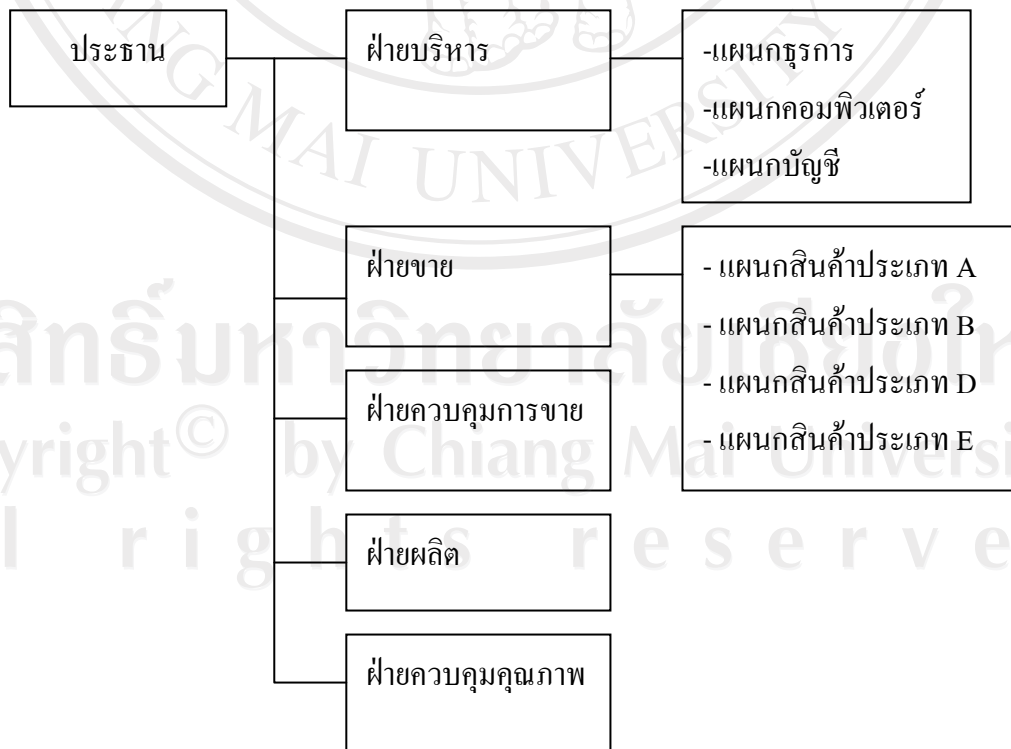 ประธาน
ฝ่ายบริหาร
-แผนกธุรการ
-แผนกคอมพิวเตอร์
-แผนกบัญชี
ฝ่ายขาย
- แผนกสินค้าประเภท A
- แผนกสินค้าประเภท B
- แผนกสินค้าประเภท D
- แผนกสินค้าประเภท E
ฝ่ายควบคุมการขาย
ฝ่ายผลิต
ฝ่ายควบคุมคุณภาพ
MAI UNIVERSITY
by Chiang Mai
rights